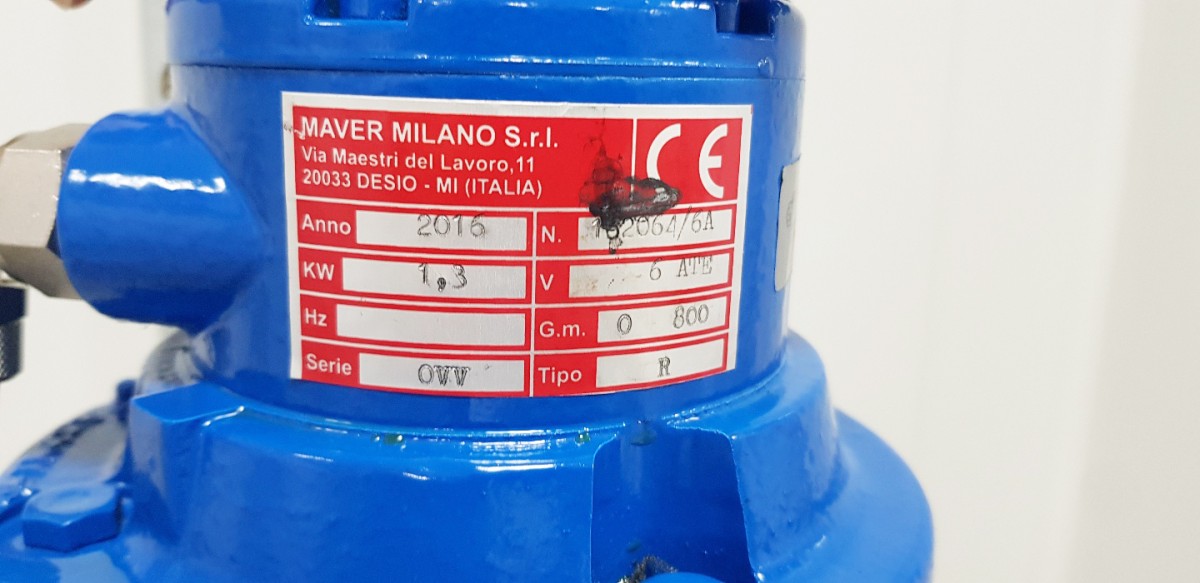 MAVER MILANO S.r.l.
Via Maestri del Lavoro,11
20033 DESIO - MI (ITALIA)
CE
Anno 2016 N.
KW 1,3 V 6 ATE
Hz G.m. 0 800
Serie OVV Tipo R